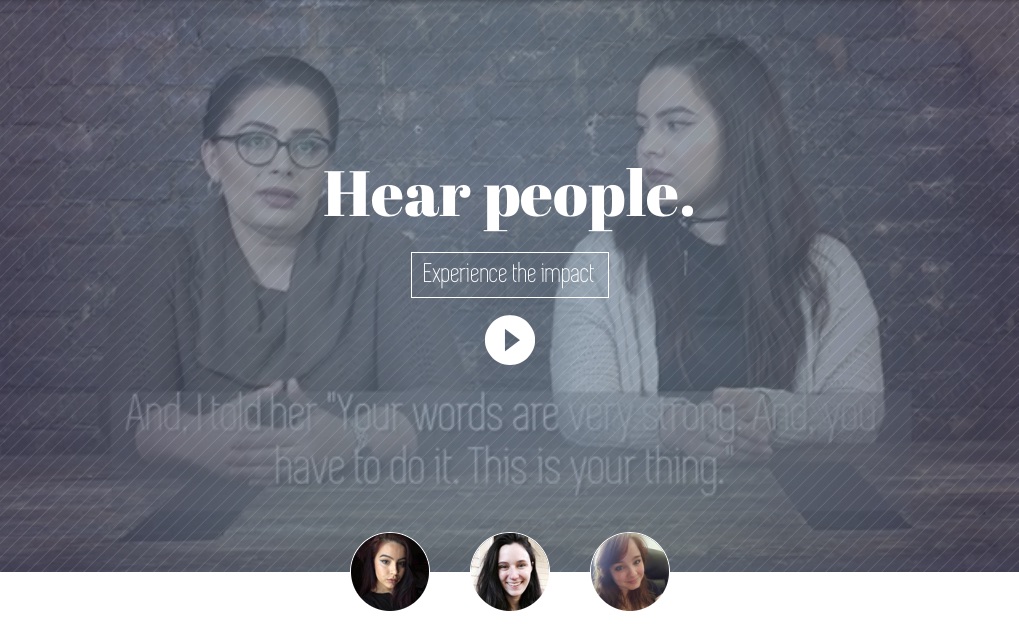 Hear people.
Experience the impact
And, I told her "Your words are very strong. And, you
have to do it. This is your thing."